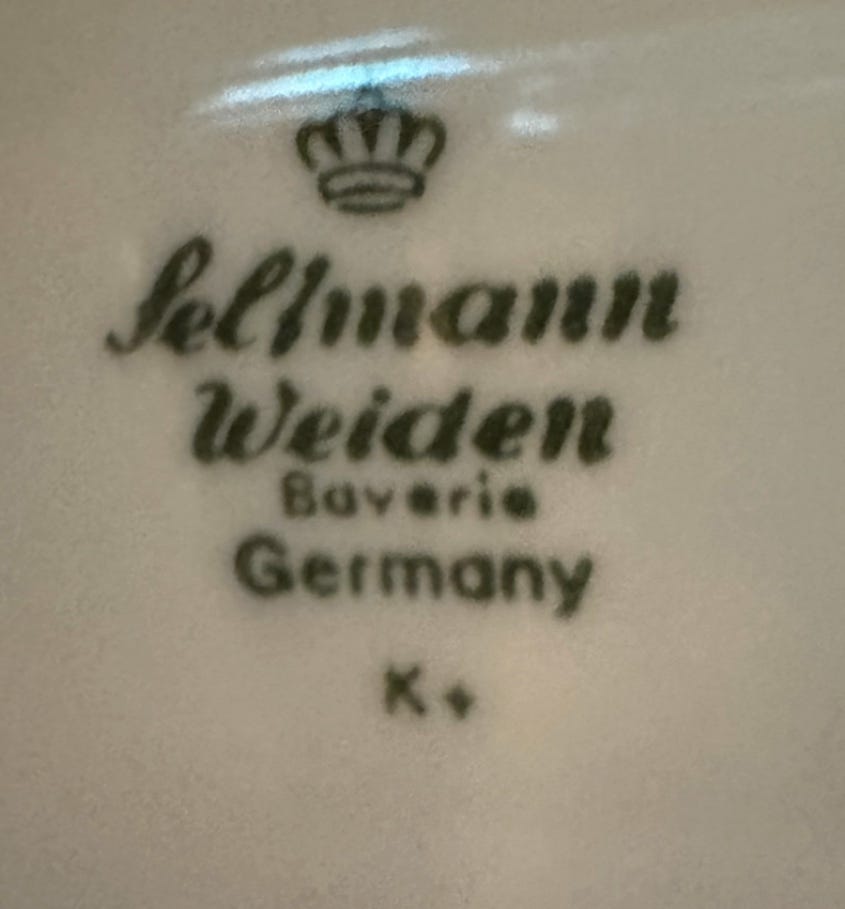 Seltmann
Weiden
Bavaria
Germany
K+